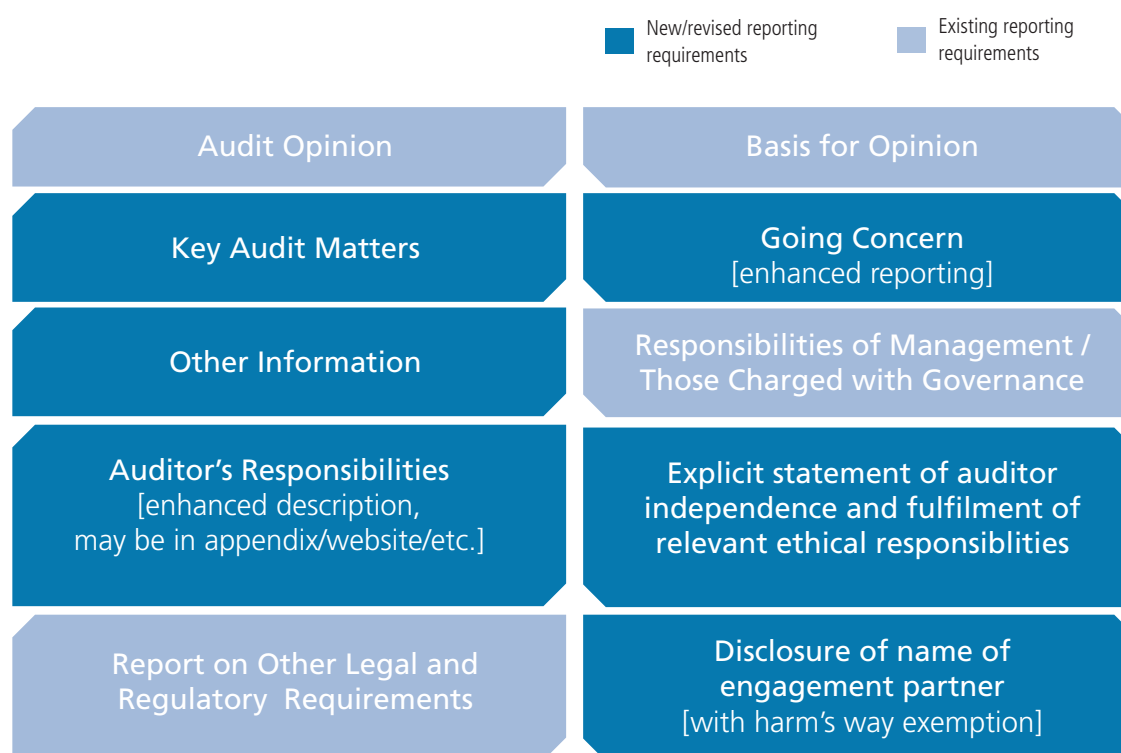 New/revised reporting
requirements
Existing reporting
requirements
Audit Opinion
Basis for Opinion
Key Audit Matters
Going Concern
[enhanced reporting]
Other Information
Responsibilities of Management /
Those Charged with Governance
Auditor’s Responsibilities
[enhanced description,
may be in appendix/website/etc.]
Explicit statement of auditor
independence and fulfilment of
relevant ethical responsiblities
Report on Other Legal and
Regulatory Requirements
Disclosure of name of
engagement partner
[with harm’s way exemption]